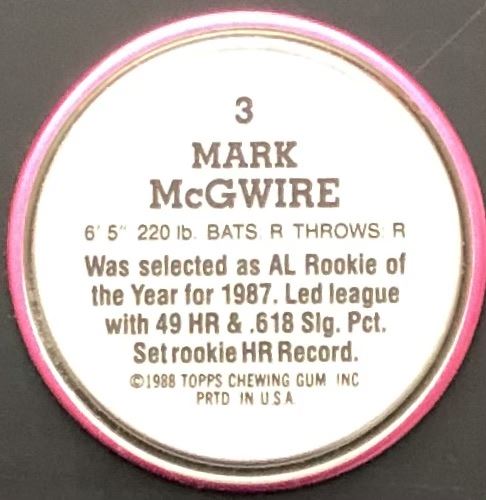 3
MARK
McGWIRE
6' 5" 220 lb. BATS: R THROWS: R
Was selected as AL Rookie of
the Year for 1987. Led league
with 49 HR & .618 Slg. Pct.
Set rookie HR Record.
©1988 TOPPS CHEWING GUM INC
PRTD IN U.S.A